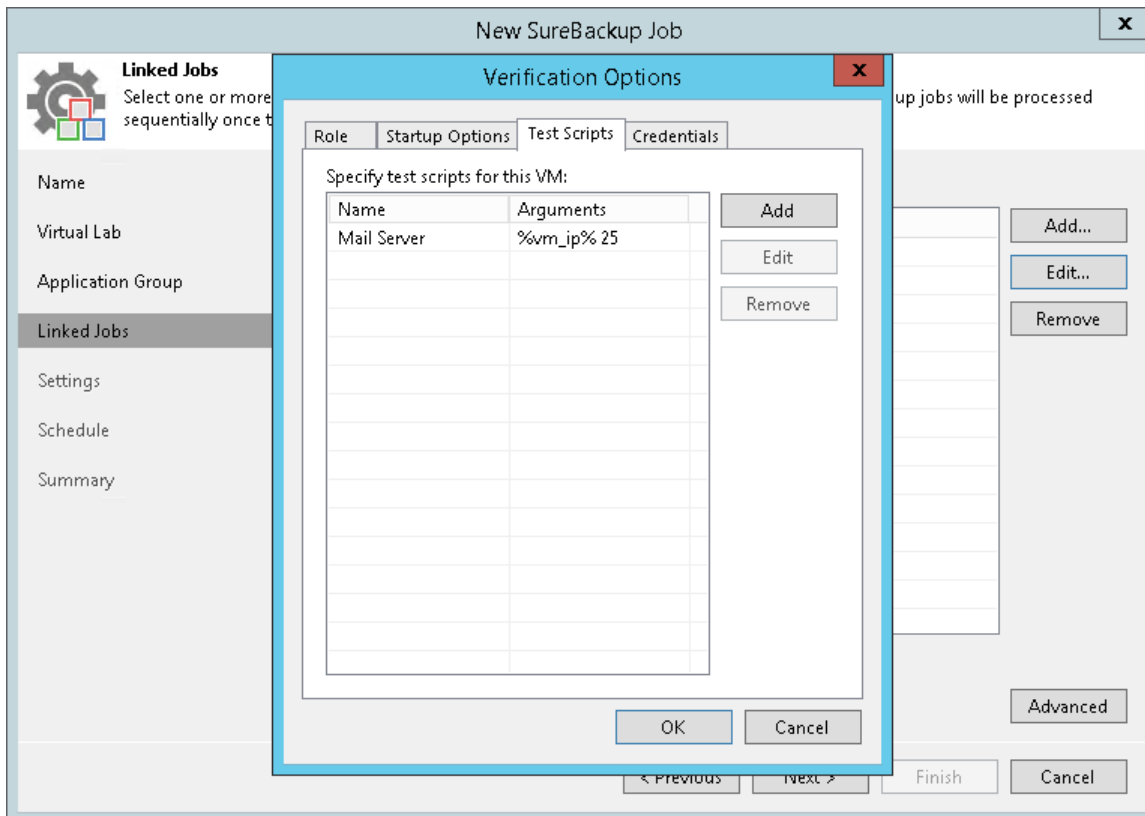 New SureBackup Job
x
Linked Jobs
Select one or more
up jobs will be processed
sequentially once t
Verification Options
x
Name
Virtual Lab
Application Group
Linked Jobs
Settings
Schedule
Summary
Role
Startup Options
Test Scripts
Credentials
Specify test scripts for this VM:
Name
Arguments
Mail Server
%vm_ip% 25
Add
Edit
Remove
OK
Cancel
Add...
Edit...
Remove
Advanced
< Previous
Next >
Finish
Cancel